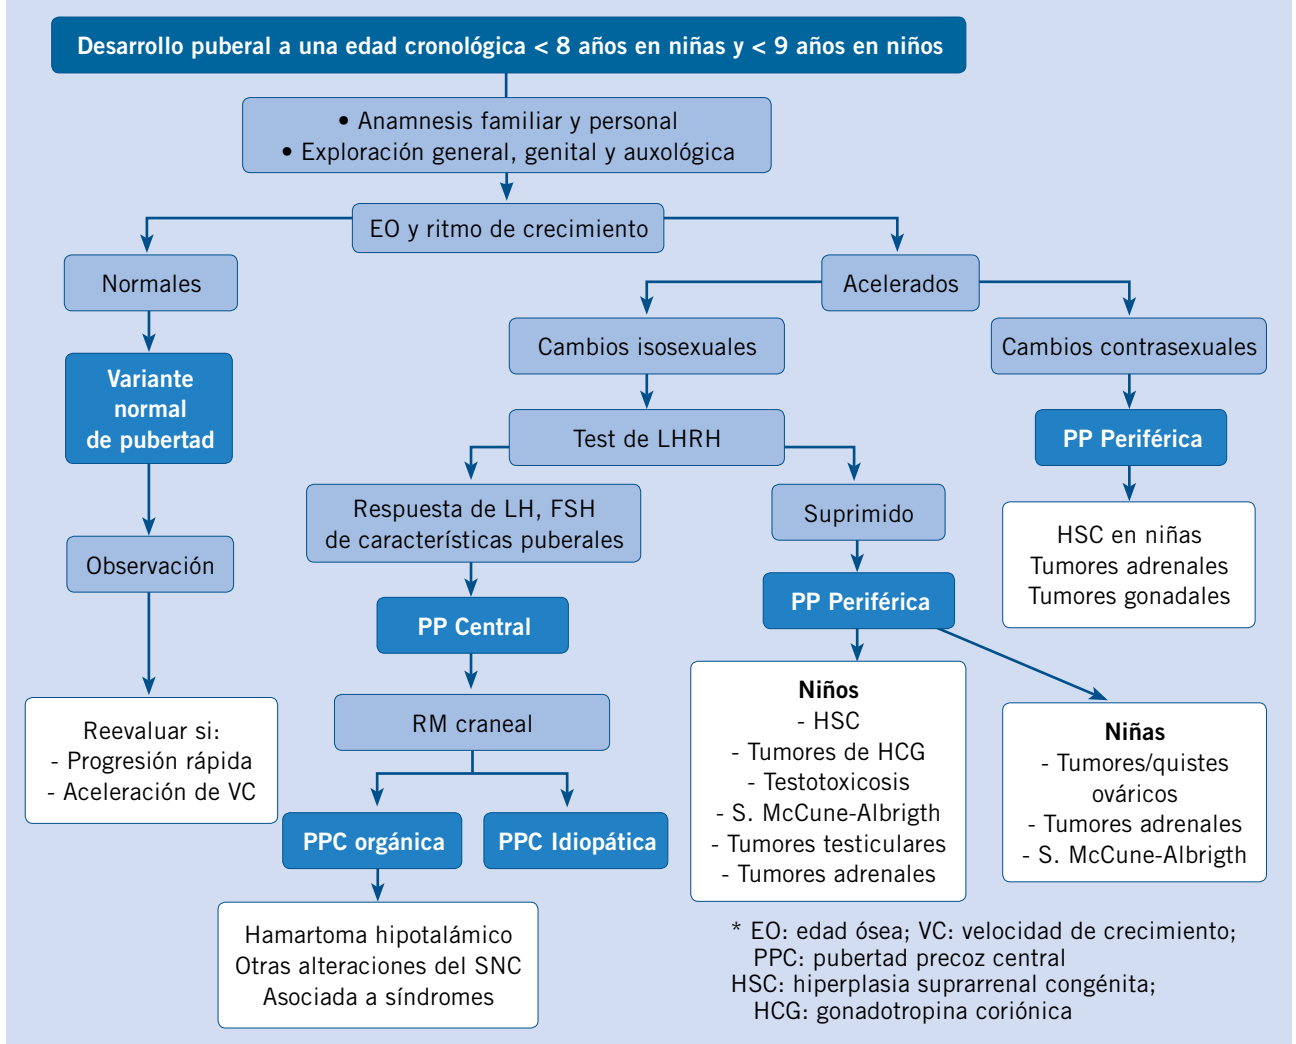 Desarrollo puberal a una edad cronológica < 8 años en niñas y < 9 años en niños
• Anamnesis familiar y personal
• Exploración general, genital y auxológica
EO y ritmo de crecimiento
Normales
Acelerados
Cambios isosexuales
Cambios contrasexuales
Variante
normal
de pubertad
Test de LHRH
PP Periférica
Respuesta de LH, FSH
de características puberales
Suprimido
HSC en niñas
Tumores adrenales
Tumores gonadales
Observación
PP Central
PP Periférica
RM craneal
Reevaluar si:
- Progresión rápida
- Aceleración de VC
Niños
- HSC
- Tumores de HCG
- Testotoxicosis
- S. McCune-Albrigth
- Tumores testiculares
- Tumores adrenales
Niñas
- Tumores/quistes
ováricos
- Tumores adrenales
- S. McCune-Albrigth
PPC orgánica
PPC Idiopática
Hamartoma hipotalámico
Otras alteraciones del SNC
Asociada a síndromes
* EO: edad ósea; VC: velocidad de crecimiento;
PPC: pubertad precoz central
HSC: hiperplasia suprarrenal congénita;
HCG: gonadotropina coriónica